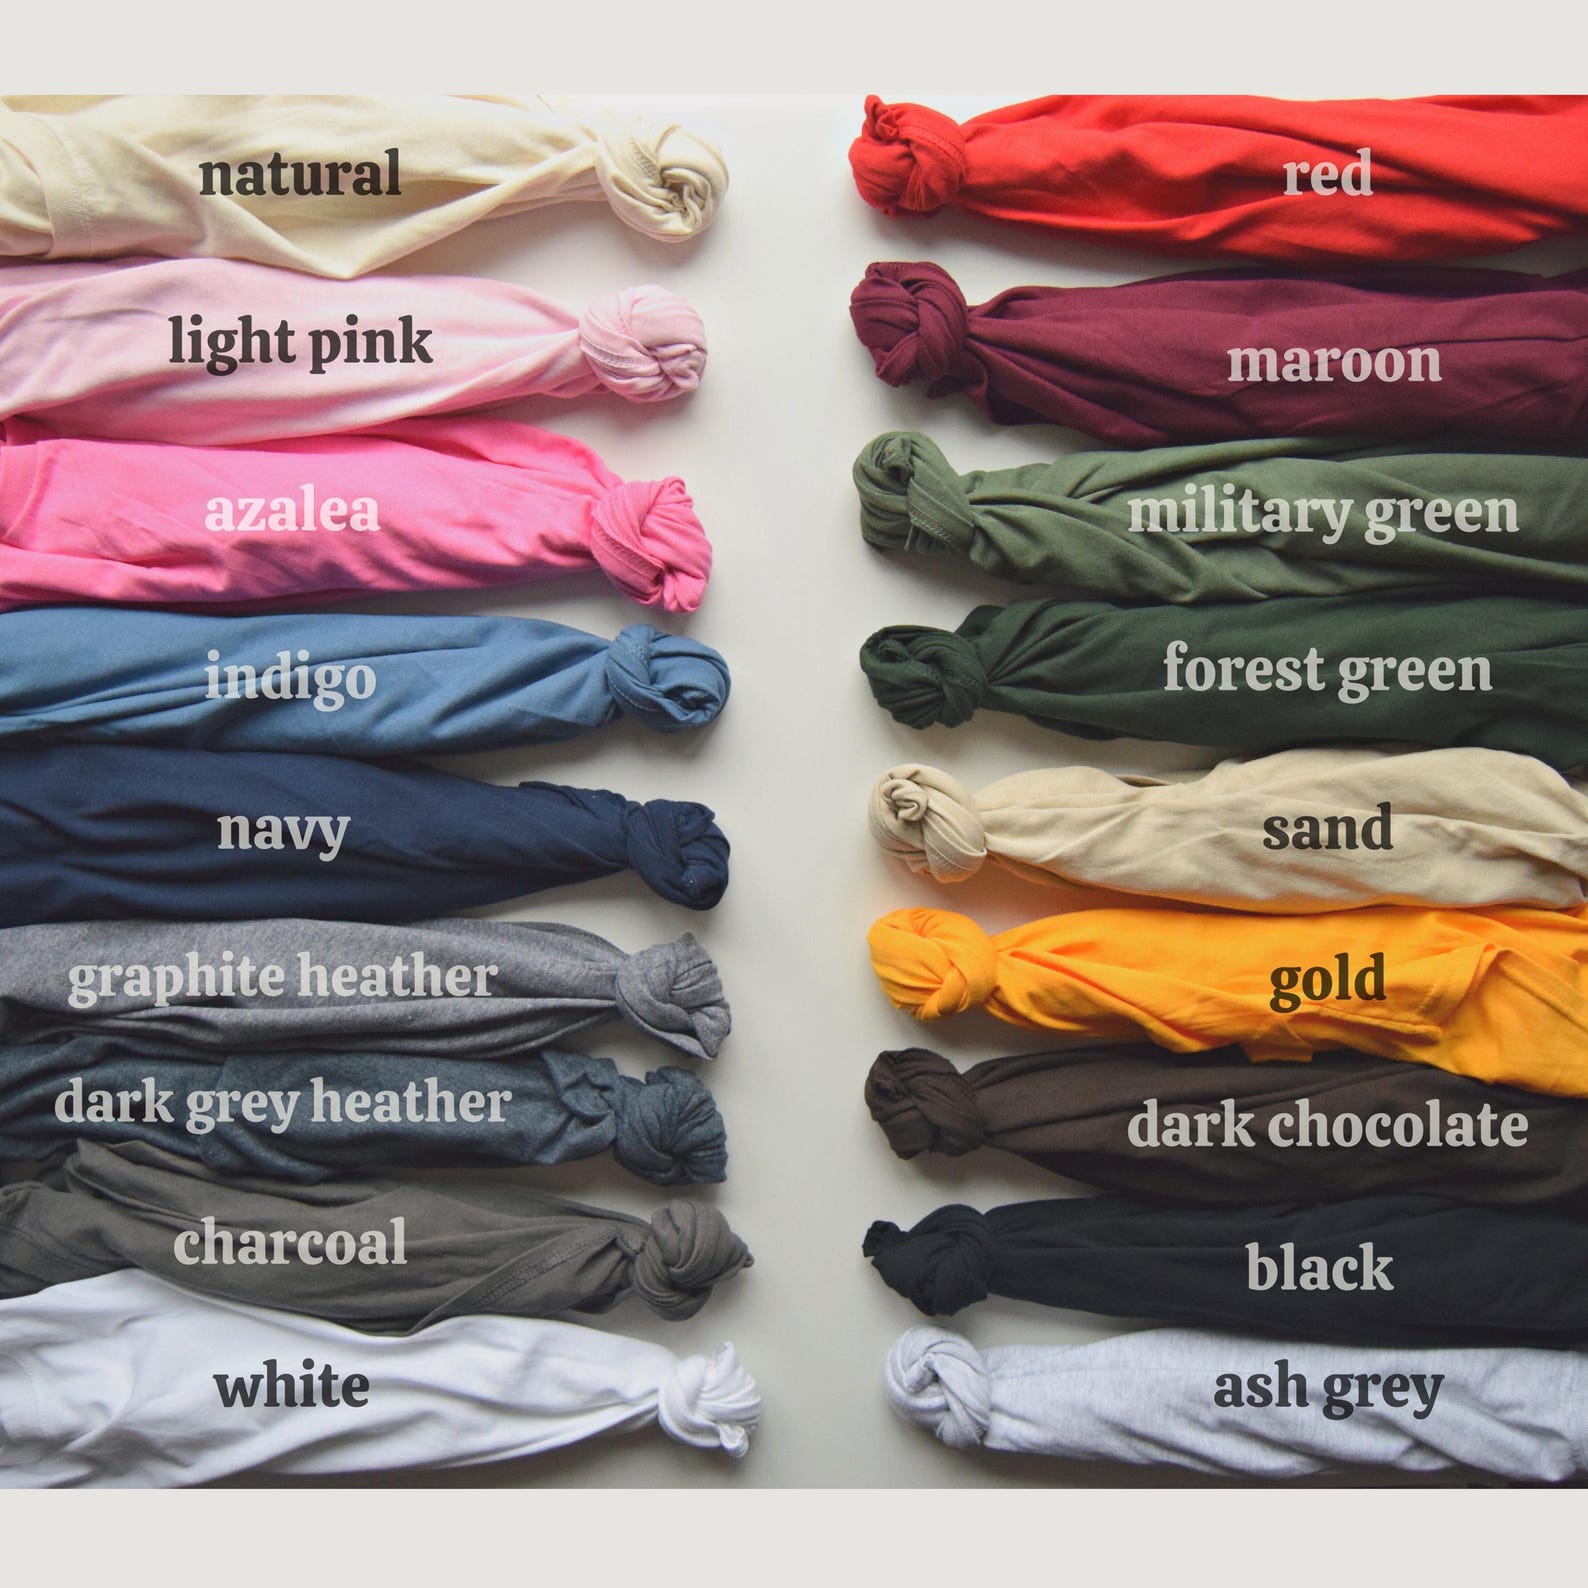 natural
light pink
azalea
indigo
navy
graphite heather
dark grey heather
charcoal
white
red
maroon
military green
forest green
sand
gold
dark chocolate
black
ash grey